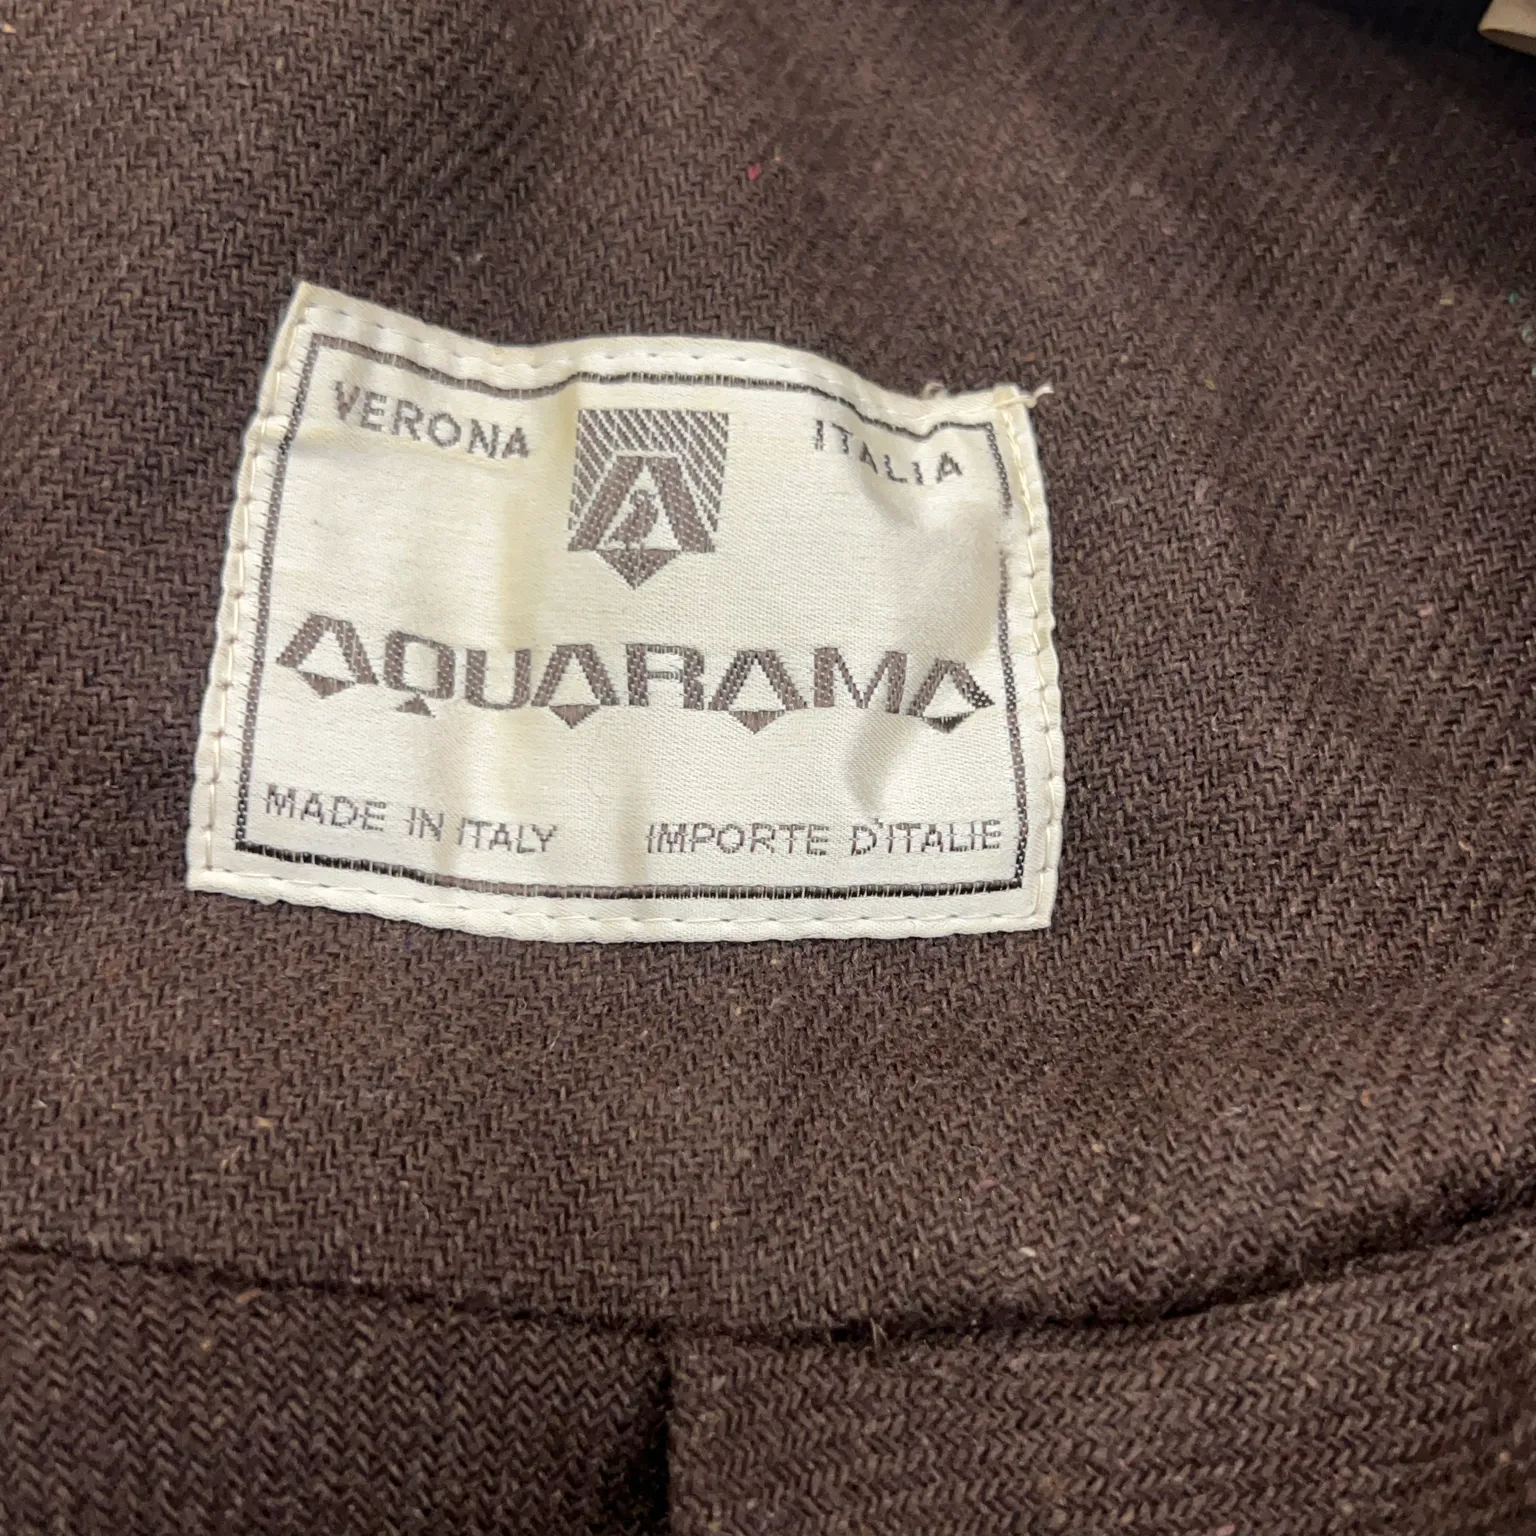 VERONA ITALIA
AQUARAMA
MADE IN ITALY IMPORTE D'ITALIE